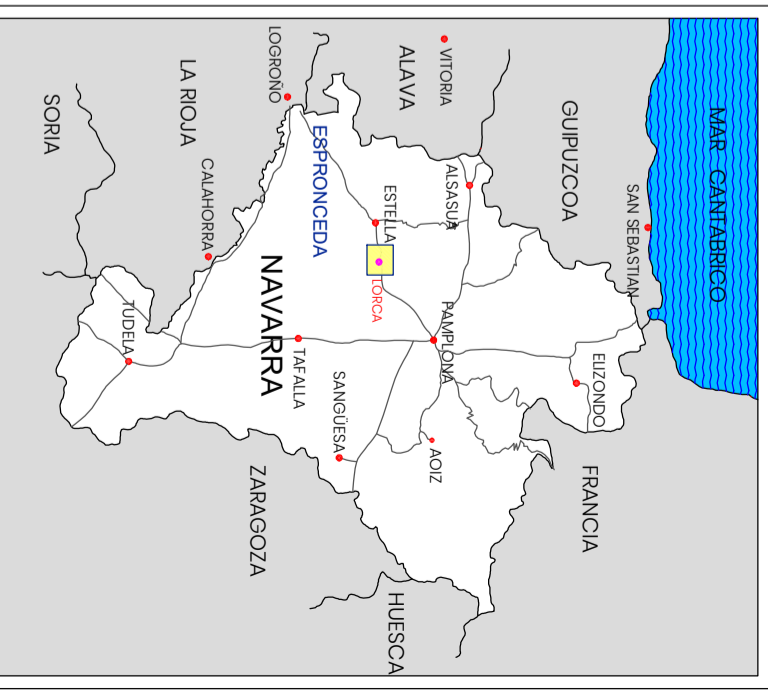 MAR CANTABRICO
SAN SEBASTIAN
GUIPUZCOA
VITORIA
ALAVA
LOGROÑO
LA RIOJA
SORIA
CALAHORRA
ESPRONCEDA
ESTELLA
ALSASUA
LORCA
PAMPLONA
NAVARRA
TAFALLA
TUDELA
SANGÜESA
AOIZ
ELIZONDO
FRANCIA
ZARAGOZA
HUESCA